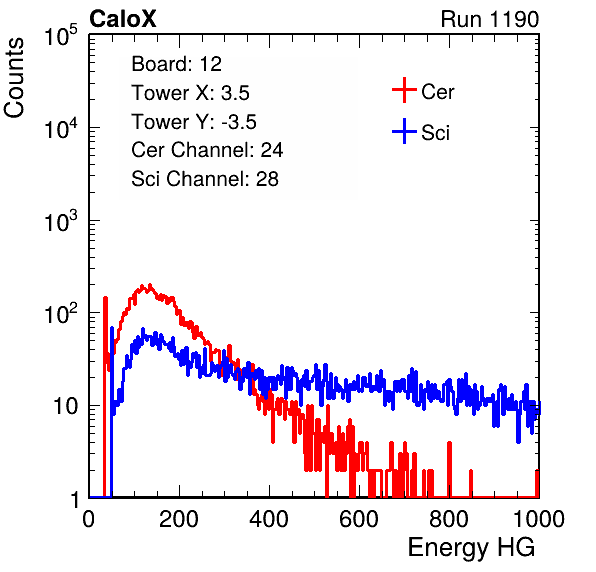 CaloX Run 1190
Counts
Board: 12
Tower X: 3.5
Tower Y: -3.5
Cer Channel: 24
Sci Channel: 28
Cer
Sci
10^5
10^4
10^3
10^2
10
1
0 200 400 600 800 1000
Energy HG